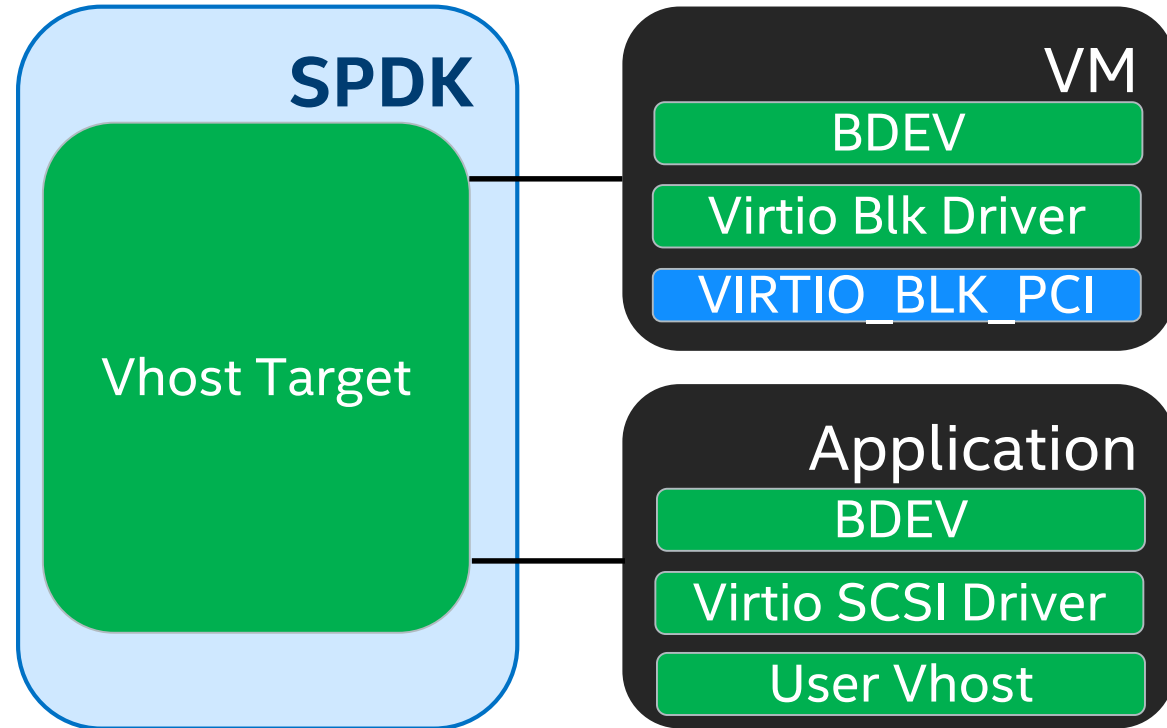 SPDK
Vhost Target
VM
BDEV
Virtio Blk Driver
VIRTIO_BLK_PCI
Application
BDEV
Virtio SCSI Driver
User Vhost